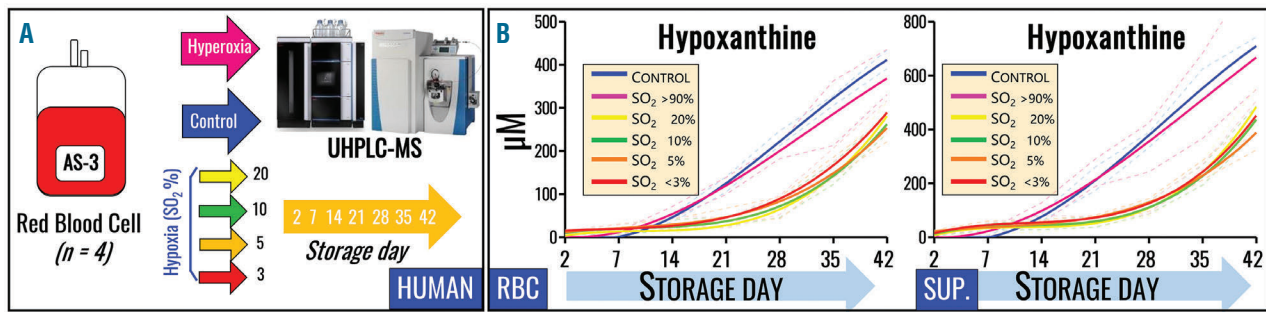 A
Hyperoxia
Control
AS-3
Red Blood Cell
(n = 4)
Hypoxia (SO2 %)
20
10
5
3
UHPLC-MS
2 7 14 21 28 35 42
Storage day
HUMAN
B
Hypoxanthine
µM
500
400
300
200
100
0
CONTROL
SO2 >90%
SO2 20%
SO2 10%
SO2 5%
SO2 <3%
2 7 14 21 28 35 42
RBC
STORAGE DAY
Hypoxanthine
800
600
400
200
0
CONTROL
SO2 >90%
SO2 20%
SO2 10%
SO2 5%
SO2 <3%
2 7 14 21 28 35 42
SUP.
STORAGE DAY